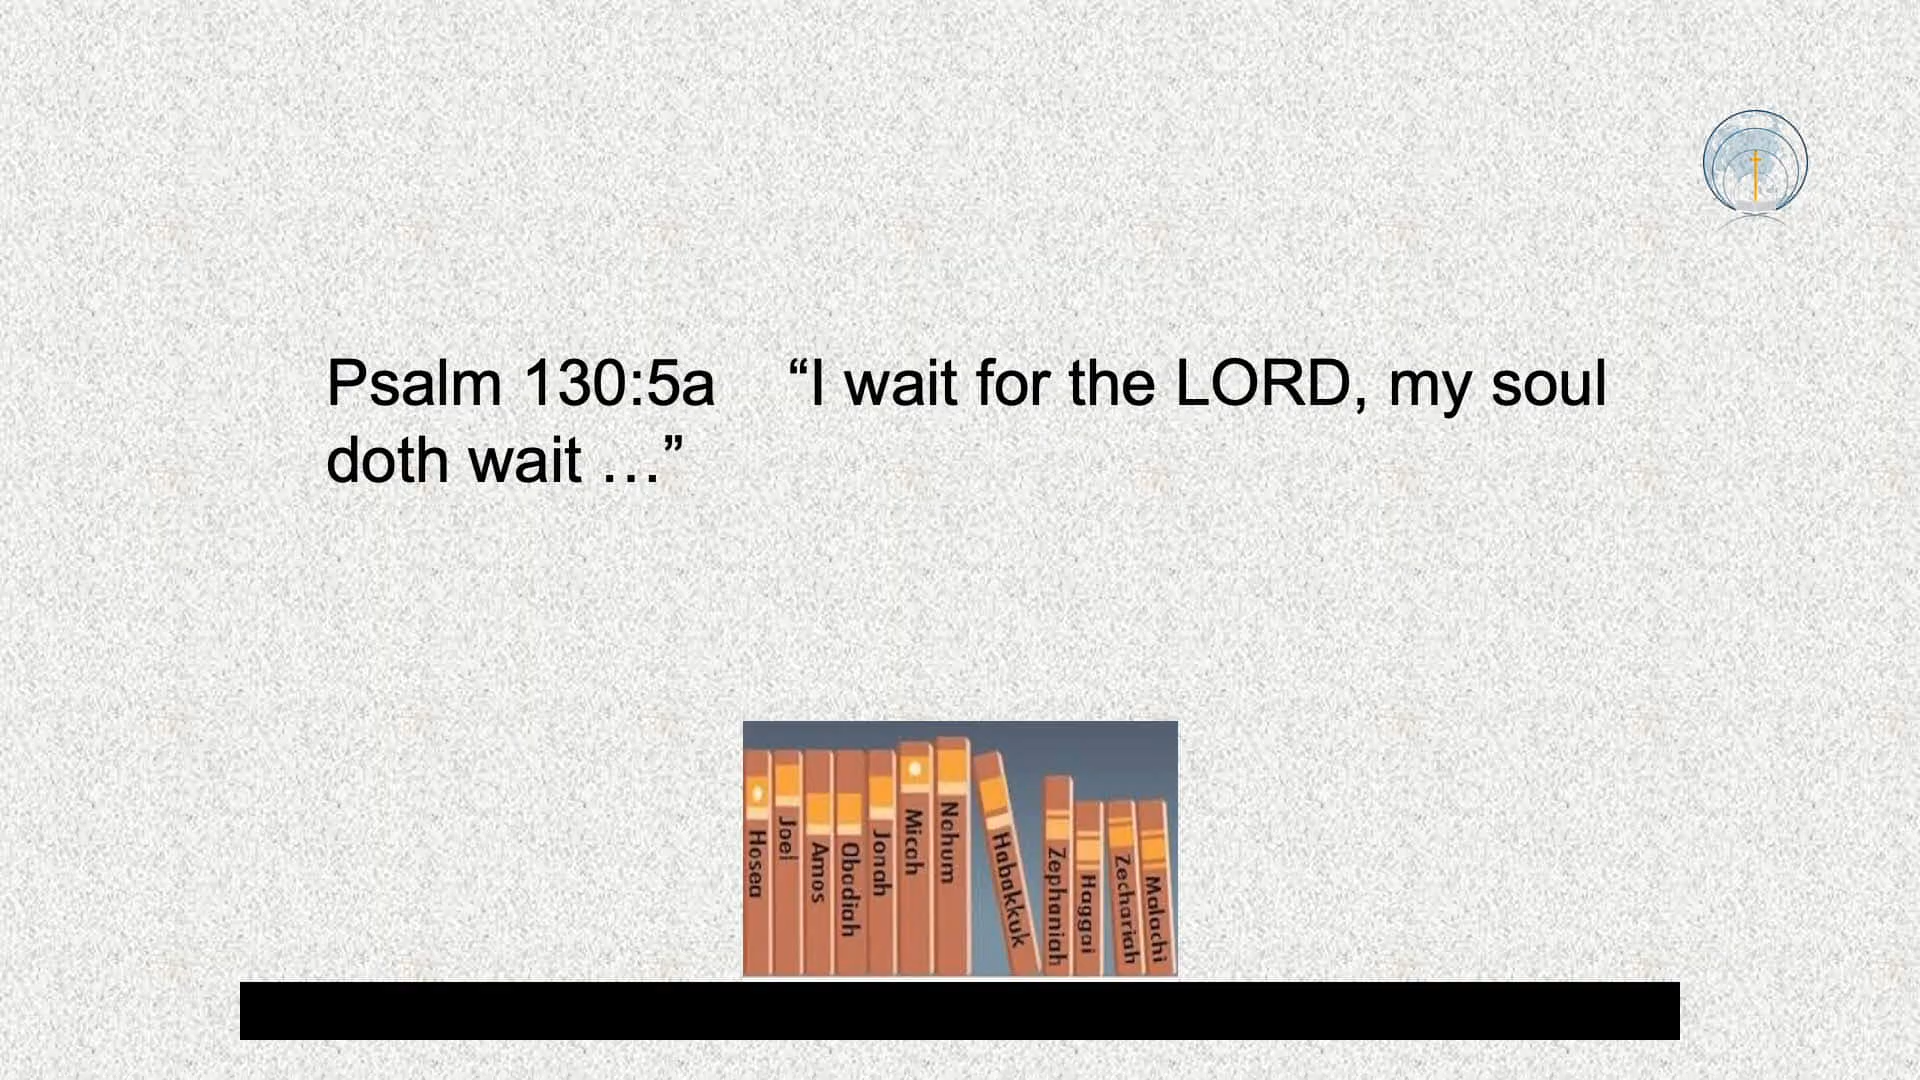 Psalm 130:5a “I wait for the LORD, my soul
doth wait …”
Hosea
Joel
Amos
Obadiah
Jonah
Micah
Nahum
Habakkuk
Zephaniah
Haggai
Zechariah
Malachi